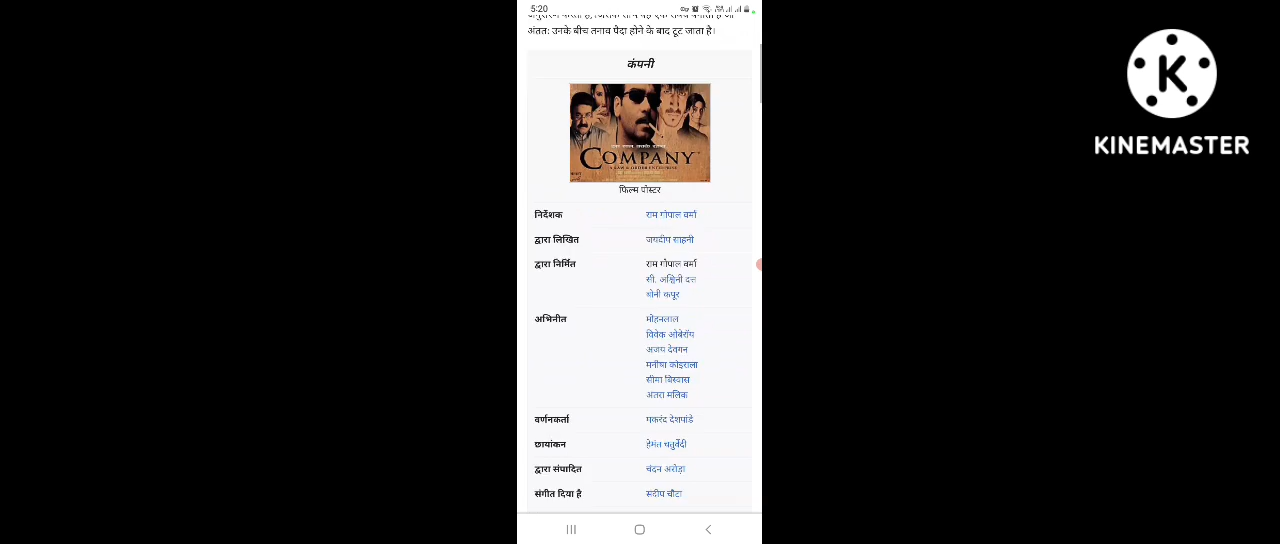 5:20
अंततः उनके बीच तनाव पैदा होने के बाद टूट जाता है।
कंपनी
COMPANY
फिल्म पोस्टर
निर्देशक राम गोपाल वर्मा
द्वारा लिखित जयदीप साहनी
द्वारा निर्मित राम गोपाल वर्मा
सी. अश्विनी दत्त
बोनी कपूर
अभिनीत मोहनलाल
विवेक ओबेरॉय
अजय देवगन
मनीषा कोइराला
सीमा बिस्वास
अंतरा मलिक
वर्णनकर्ता मकरंद देशपांडे
छायांकन हेमंत चतुर्वेदी
द्वारा संपादित चंदन अरोड़ा
संगीत दिया है संदीप चौटा
K
KINEMASTER